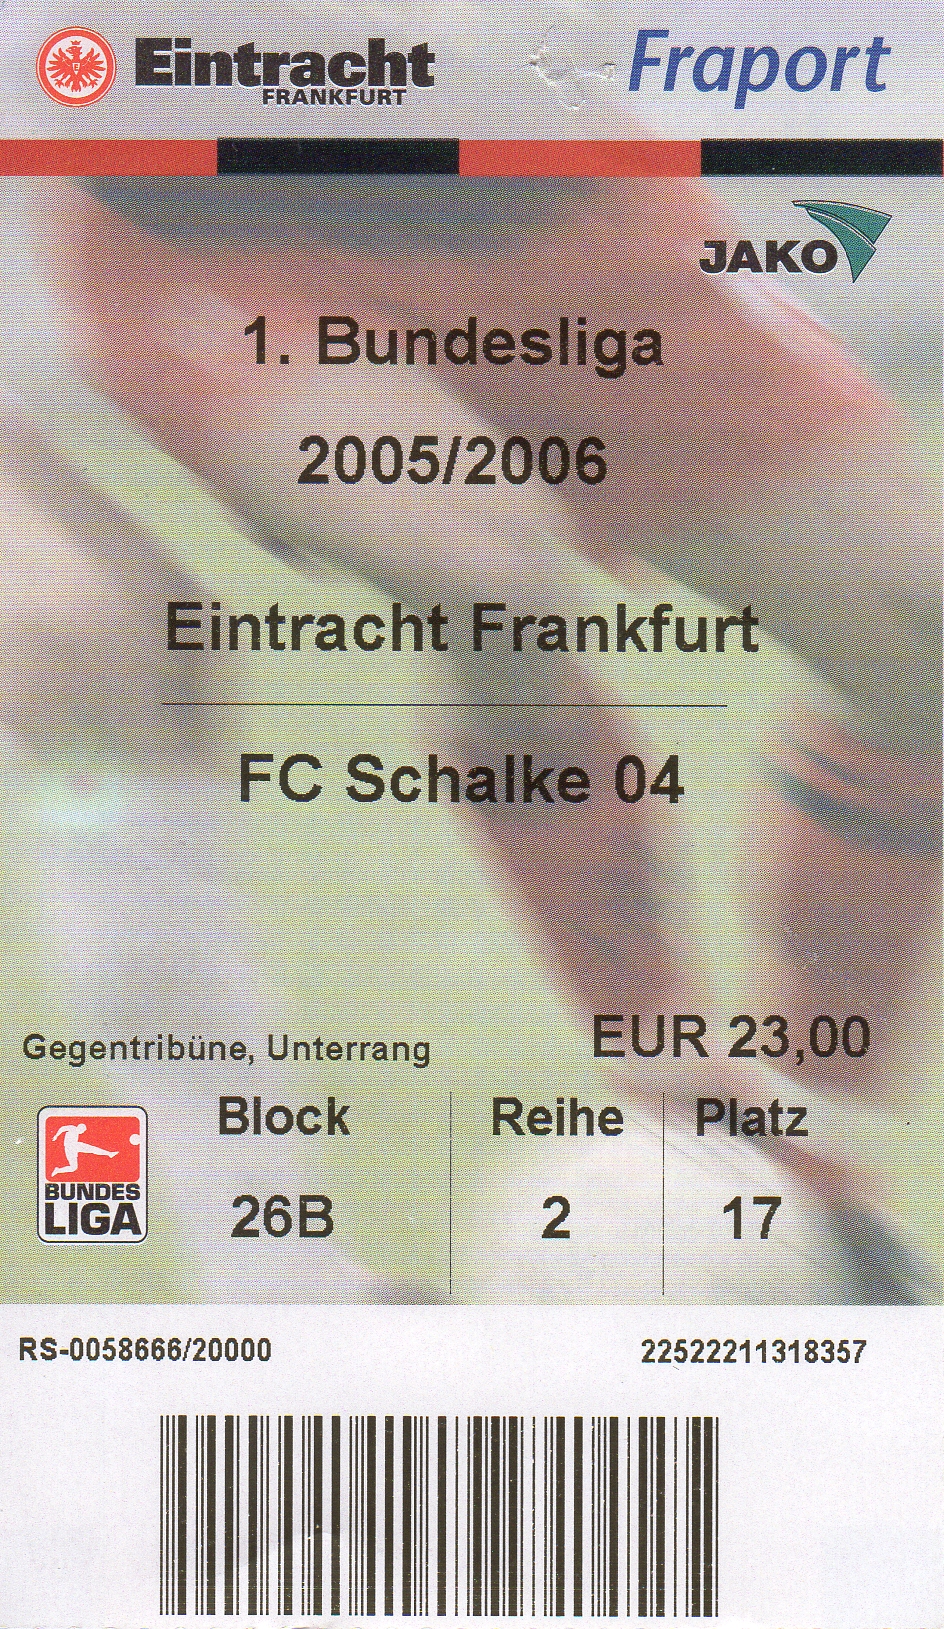 Eintracht
FRANKFURT
Fraport
JAKO
1. Bundesliga
2005/2006
Eintracht Frankfurt
FC Schalke 04
Gegentribüne, Unterrang
EUR 23,00
Block Reihe Platz
26B 2 17
BUNDES
LIGA
RS-0058666/20000
22522211318357